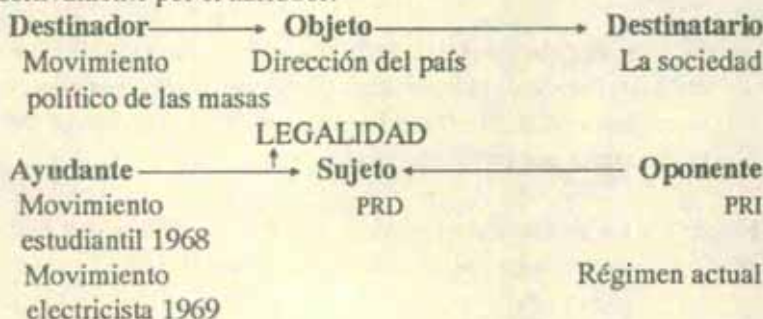 Destinador → Objeto → Destinatario
Movimiento Dirección del país La sociedad
político de las masas
LEGALIDAD
Ayudante → Sujeto ← Oponente
Movimiento PRD PRI
estudiantil 1968
Movimiento Régimen actual
electricista 1969